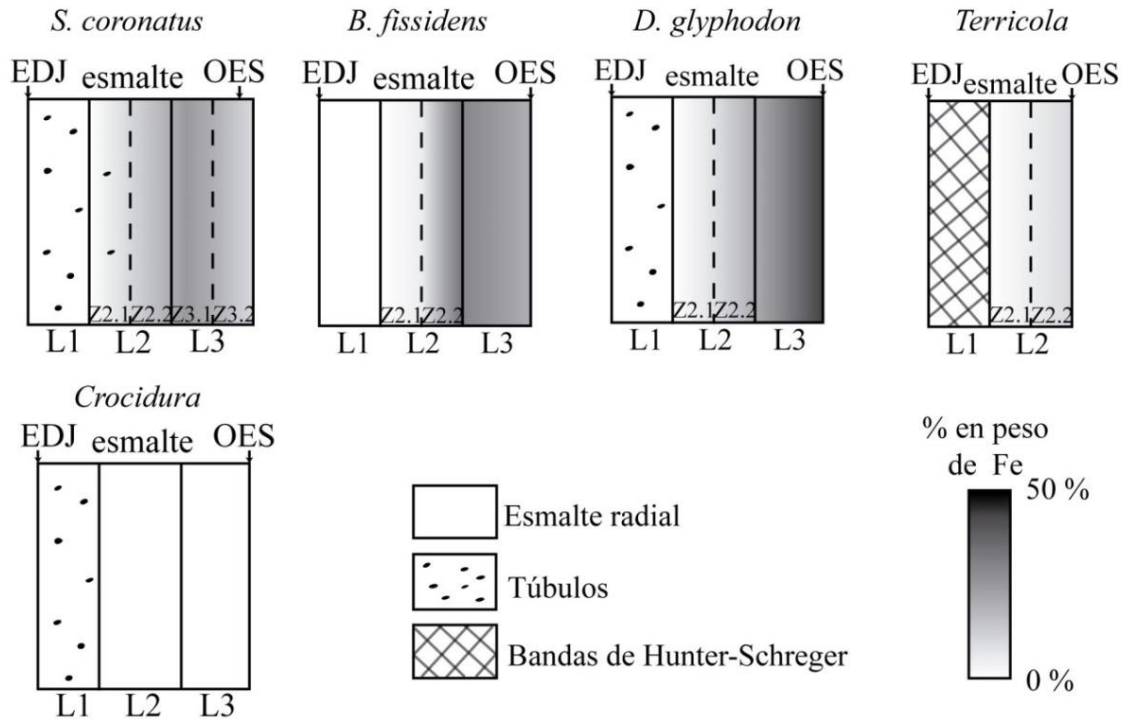 S. coronatus
EDJ esmalte OES
Z2.1 Z2.2 Z3.1 Z3.2
L1 L2 L3
B. fissidens
EDJ esmalte OES
Z2.1 Z2.2
L1 L2 L3
D. glyphodon
EDJ esmalte OES
Z2.1 Z2.2
L1 L2 L3
Terricola
EDJ esmalte OES
Z2.1 Z2.2
L1 L2
Crocidura
EDJ esmalte OES
L1 L2 L3
Esmalte radial
Túbulos
Bandas de Hunter-Schreger
% en peso
de Fe
50 %
0 %